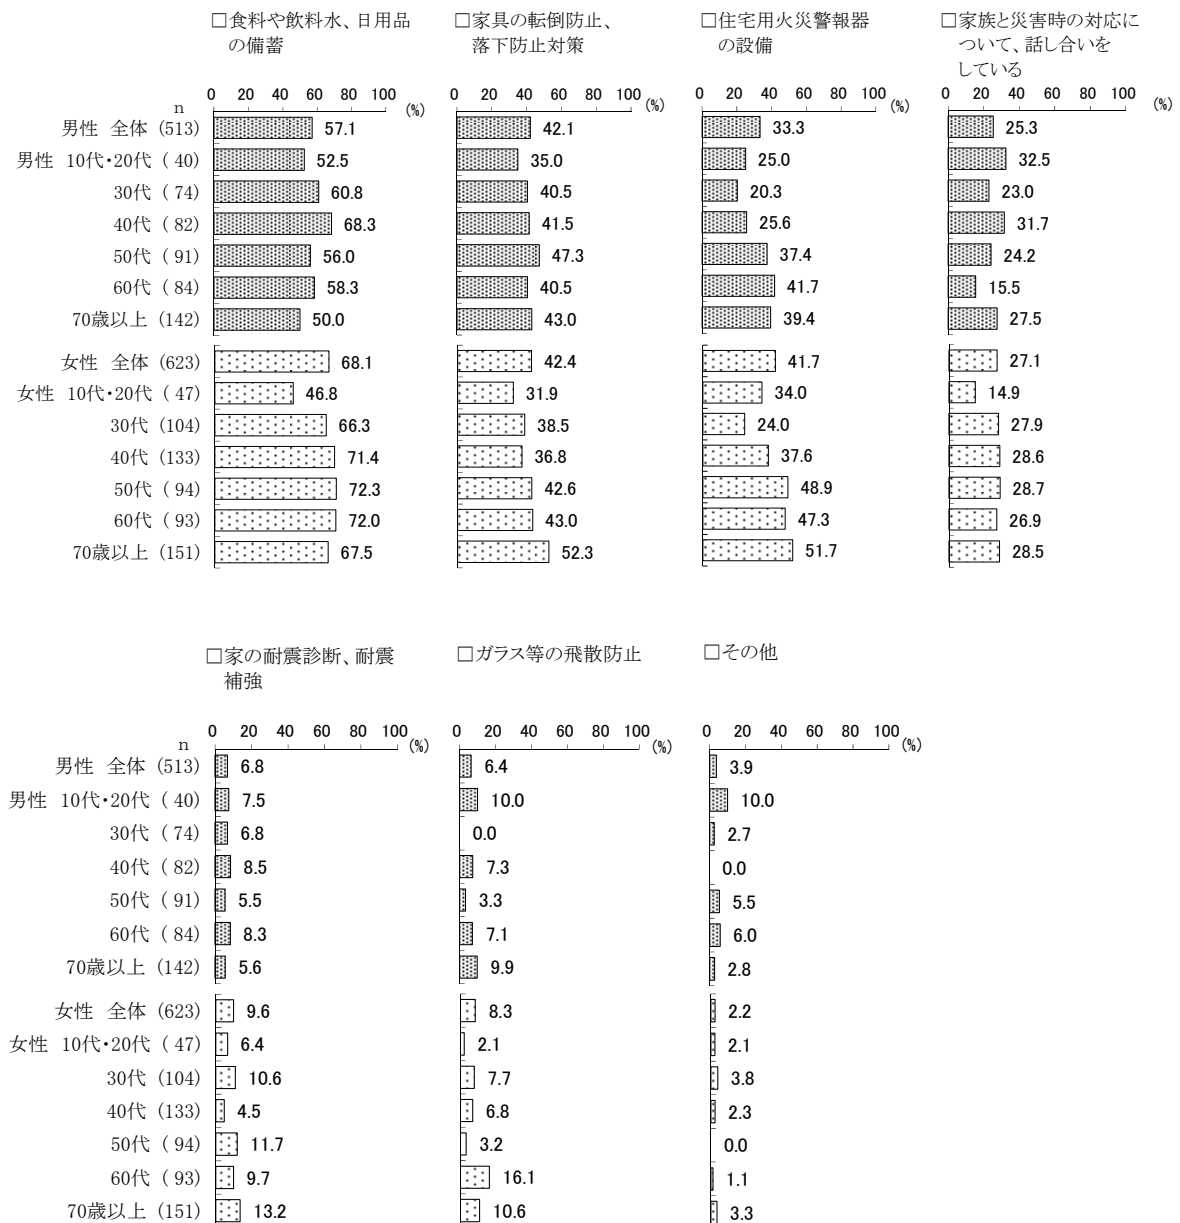 □食料や飲料水、日用品
の備蓄
□家具の転倒防止、
落下防止対策
□住宅用火災警報器
の設備
□家族と災害時の対応に
ついて、話し合いを
している
0 20 40 60 80 100 (%) 0 20 40 60 80 100 (%) 0 20 40 60 80 100 (%) 0 20 40 60 80 100 (%)
n
男性 全体 (513) 57.1 42.1 33.3 25.3
男性 10代・20代 ( 40) 52.5 35.0 25.0 32.5
30代 ( 74) 60.8 40.5 20.3 23.0
40代 ( 82) 68.3 41.5 25.6 31.7
50代 ( 91) 56.0 47.3 37.4 24.2
60代 ( 84) 58.3 40.5 41.7 15.5
70歳以上 (142) 50.0 43.0 39.4 27.5
女性 全体 (623) 68.1 42.4 41.7 27.1
女性 10代・20代 ( 47) 46.8 31.9 34.0 14.9
30代 (104) 66.3 38.5 24.0 27.9
40代 (133) 71.4 36.8 37.6 28.6
50代 ( 94) 72.3 42.6 48.9 28.7
60代 ( 93) 72.0 43.0 47.3 26.9
70歳以上 (151) 67.5 52.3 51.7 28.5
□家の耐震診断、耐震
補強
□ガラス等の飛散防止
□その他
0 20 40 60 80 100 (%) 0 20 40 60 80 100 (%) 0 20 40 60 80 100 (%)
n
男性 全体 (513) 6.8 6.4 3.9
男性 10代・20代 ( 40) 7.5 10.0 10.0
30代 ( 74) 6.8 0.0 2.7
40代 ( 82) 8.5 7.3 0.0
50代 ( 91) 5.5 3.3 5.5
60代 ( 84) 8.3 7.1 6.0
70歳以上 (142) 5.6 9.9 2.8
女性 全体 (623) 9.6 8.3 2.2
女性 10代・20代 ( 47) 6.4 2.1 2.1
30代 (104) 10.6 7.7 3.8
40代 (133) 4.5 6.8 2.3
50代 ( 94) 11.7 3.2 0.0
60代 ( 93) 9.7 16.1 1.1
70歳以上 (151) 13.2 10.6 3.3